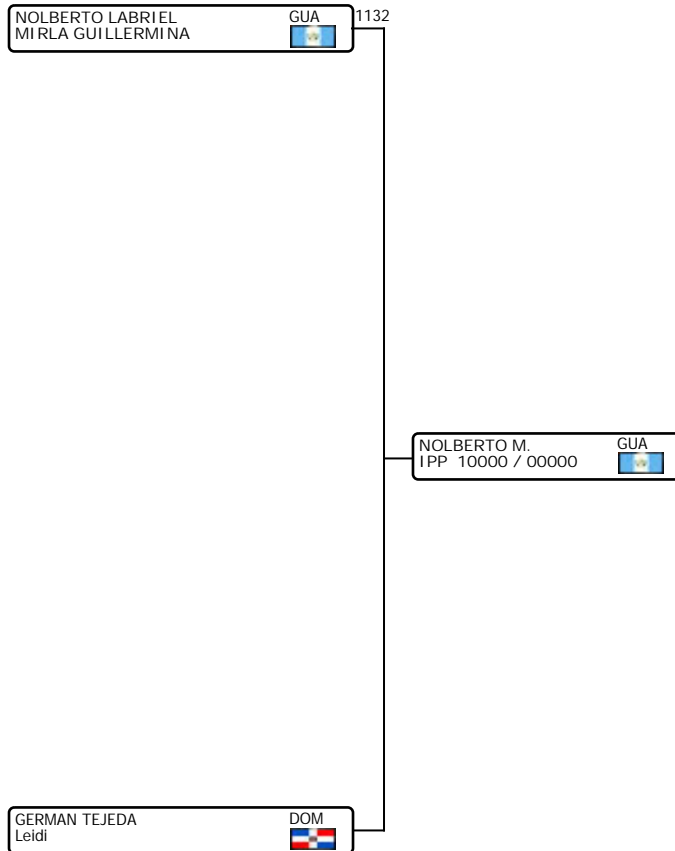 NOLBERTO LABRIEL GUA 1132
MIRLA GUILLERMINA
NOLBERTO M. GUA
IPP 10000 / 00000
GERMAN TEJEDA DOM
Leidi